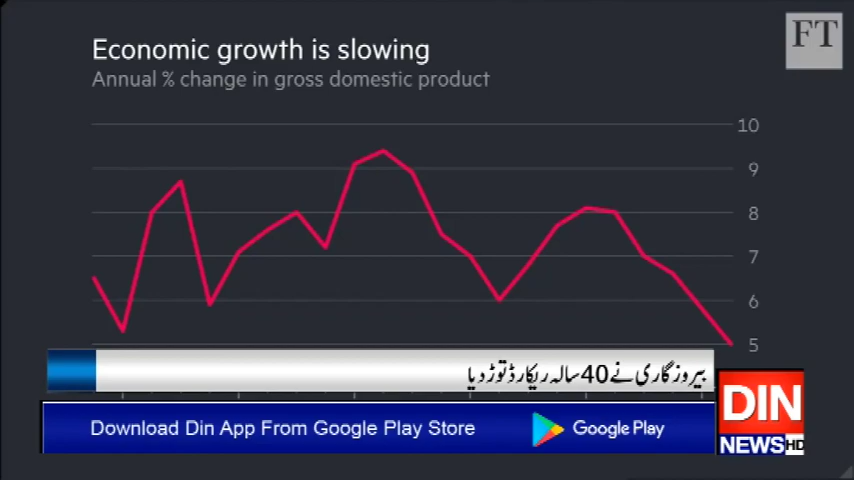 Economic growth is slowing
FT
Annual % change in gross domestic product
10
9
8
7
6
5
بیروزگاری نے 40 سالہ ریکارڈ توڑ دیا
Download Din App From Google Play Store
Google Play
DIN
NEWS HD